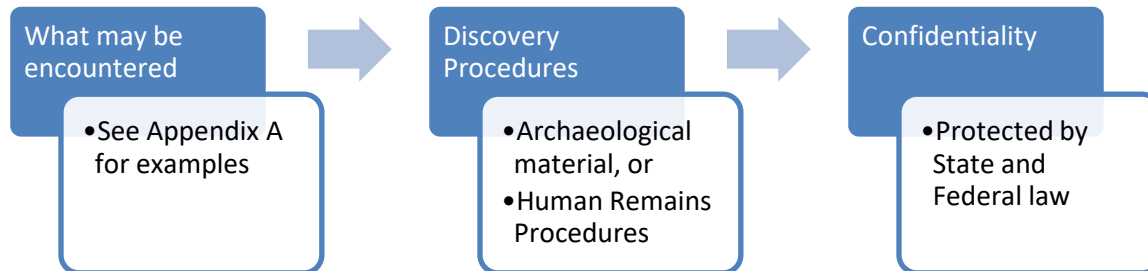 What may be
encountered
•See Appendix A
for examples
Discovery
Procedures
•Archaeological
material, or
•Human Remains
Procedures
Confidentiality
•Protected by
State and
Federal law